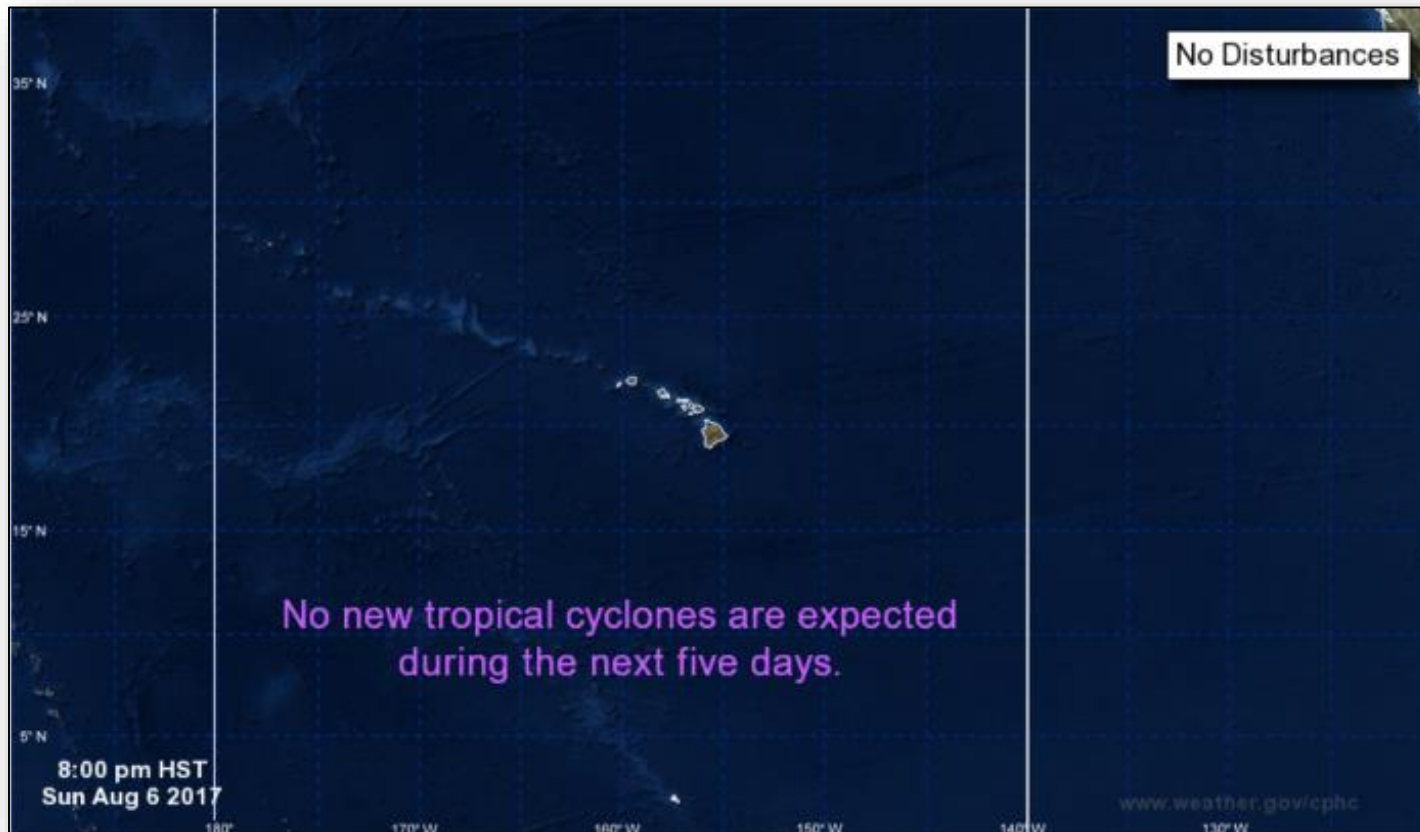 No Disturbances
35° N
25° N
15° N
No new tropical cyclones are expected
during the next five days.
5° N
8:00 pm HST
Sun Aug 6 2017
www.weather.gov/cphc
180°
170° W
160° W
150° W
140° W
130° W